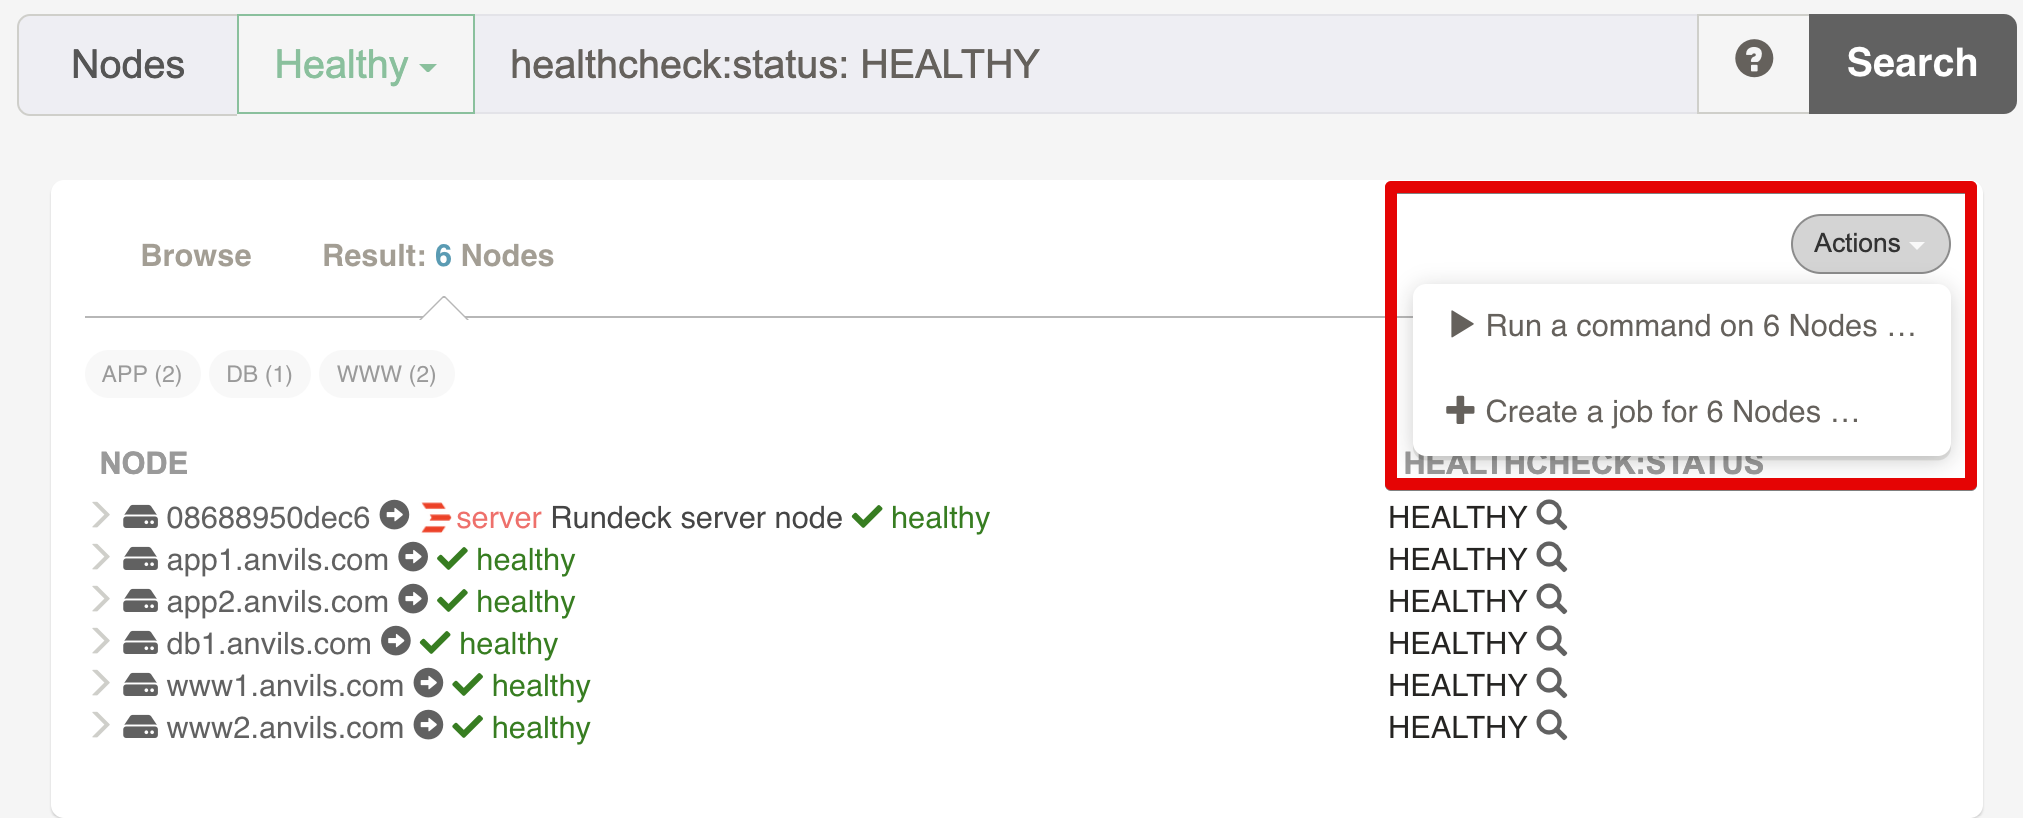 Nodes Healthy healthcheck:status: HEALTHY ? Search
Browse Result: 6 Nodes Actions
Run a command on 6 Nodes …
Create a job for 6 Nodes …
APP (2) DB (1) WWW (2)
NODE HEALTHCHECK:STATUS
08688950dec6 server Rundeck server node healthy HEALTHY
app1.anvils.com healthy HEALTHY
app2.anvils.com healthy HEALTHY
db1.anvils.com healthy HEALTHY
www1.anvils.com healthy HEALTHY
www2.anvils.com healthy HEALTHY